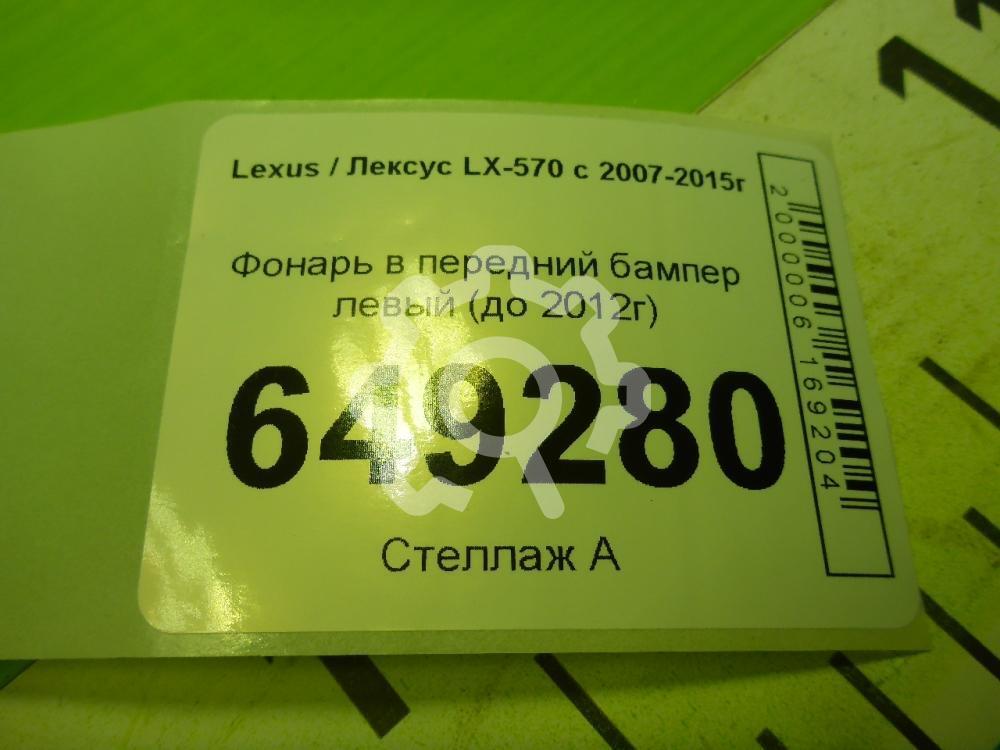 Lexus / Лексус LX-570 с 2007-2015г
Фонарь в передний бампер
левый (до 2012г)
649280
Стеллаж А
2000006169204